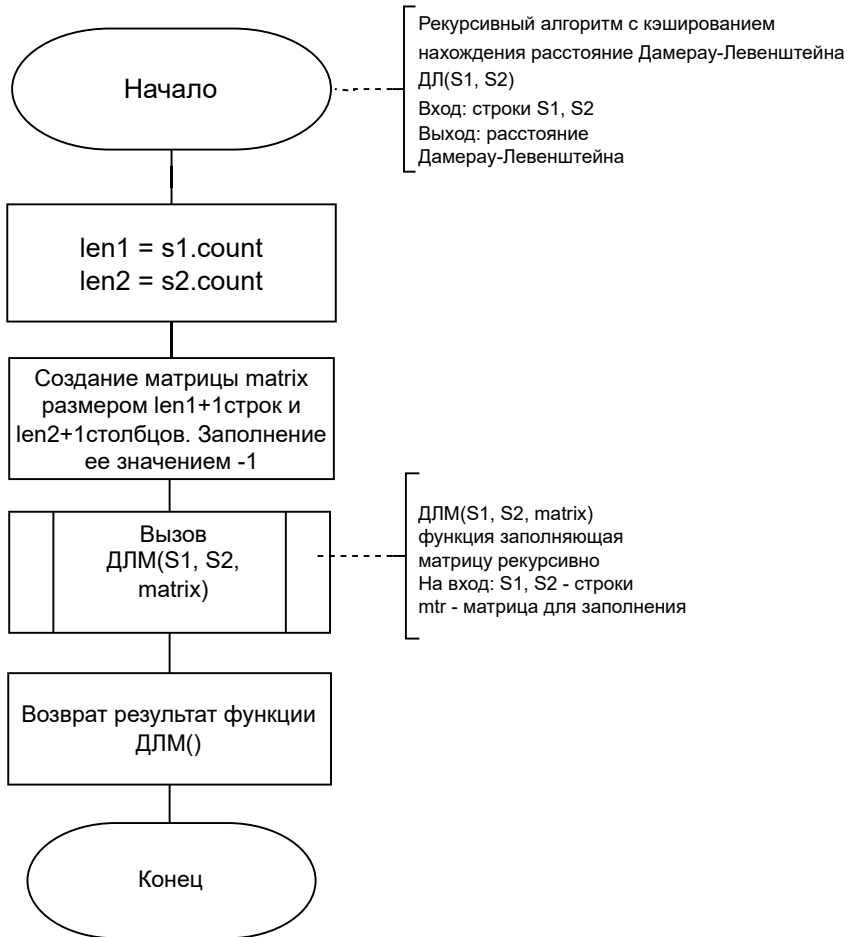 Начало
Рекурсивный алгоритм с кэшированием
нахождения расстояние Дамерау-Левенштейна
ДЛ(S1, S2)
Вход: строки S1, S2
Выход: расстояние
Дамерау-Левенштейна
len1 = s1.count
len2 = s2.count
Создание матрицы matrix
размером len1+1строк и
len2+1столбцов. Заполнение
ее значением -1
Вызов
ДЛМ(S1, S2,
matrix)
ДЛМ(S1, S2, matrix)
функция заполняющая
матрицу рекурсивно
На вход: S1, S2 - строки
mtr - матрица для заполнения
Возврат результат функции
ДЛМ()
Конец